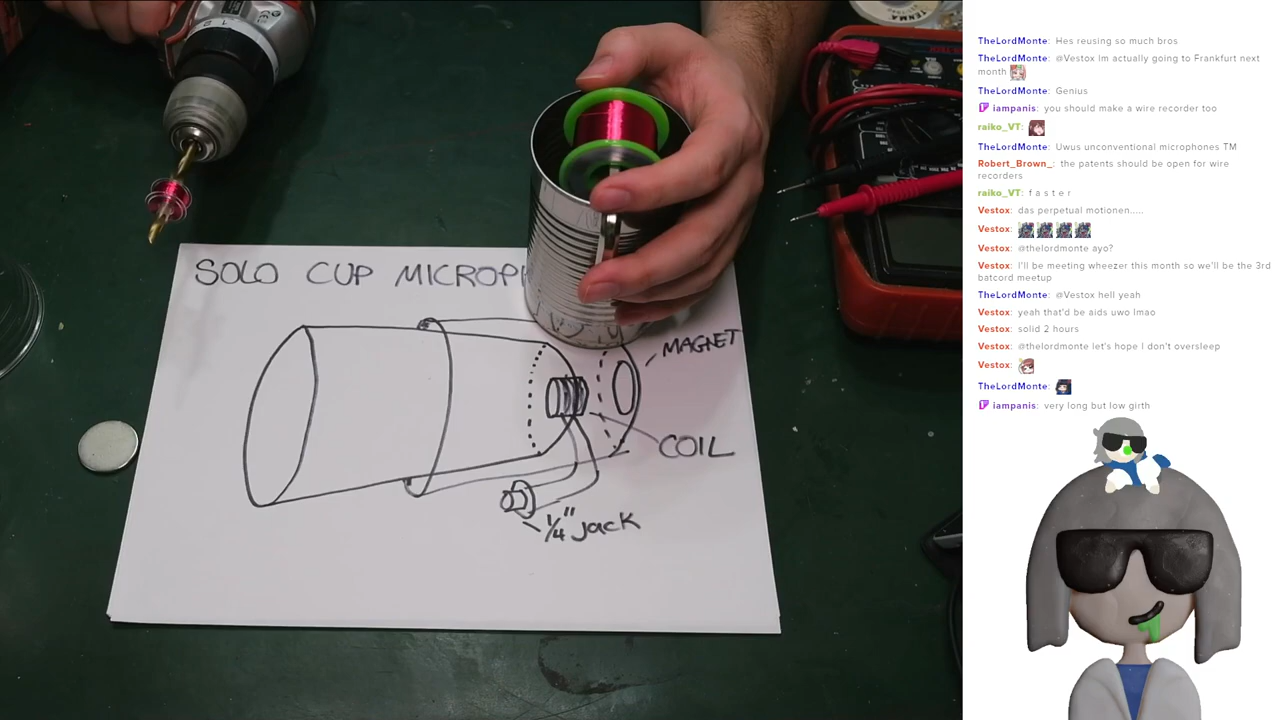 TENMA
1 2
SOLO CUP MICROP
MAGNET
COIL
1/4" Jack
TheLordMonte: Hes reusing so much bros
TheLordMonte: @Vestox Im actually going to Frankfurt next
month
TheLordMonte: Genius
iampanis: you should make a wire recorder too
raiko_VT:
TheLordMonte: Uwus unconventional microphones TM
Robert_Brown_: the patents should be open for wire
recorders
raiko_VT: f a s t e r
Vestox: das perpetual motionen.....
Vestox:
Vestox: @thelordmonte ayo?
Vestox: I'll be meeting wheezer this month so we'll be the 3rd
batcord meetup
TheLordMonte: @Vestox hell yeah
Vestox: yeah that'd be aids uwo lmao
Vestox: solid 2 hours
Vestox: @thelordmonte let's hope I don't oversleep
Vestox:
TheLordMonte:
iampanis: very long but low girth